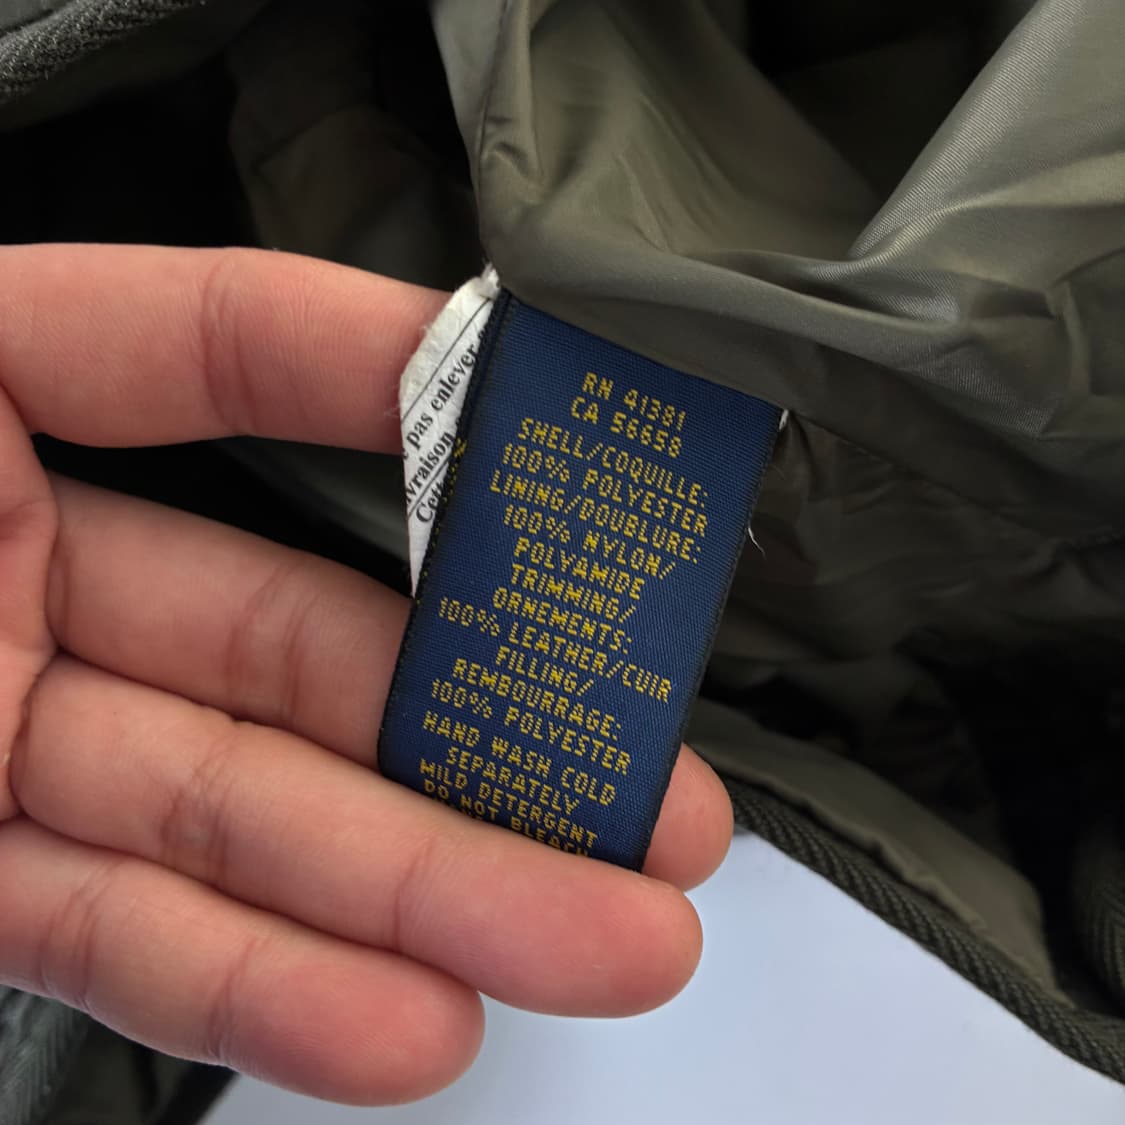 pas enlever
vraison
RN 41381
CA 56658
SHELL/COQUILLE:
100% POLYESTER
LINING/DOUBLURE:
100% NYLON/
POLYAMIDE
TRIMMING/
ORNEMENTS:
100% LEATHER/CUIR
FILLING/
REMBOURRAGE:
100% POLYESTER
HAND WASH COLD
SEPARATELY
MILD DETERGENT
DO NOT BLEACH